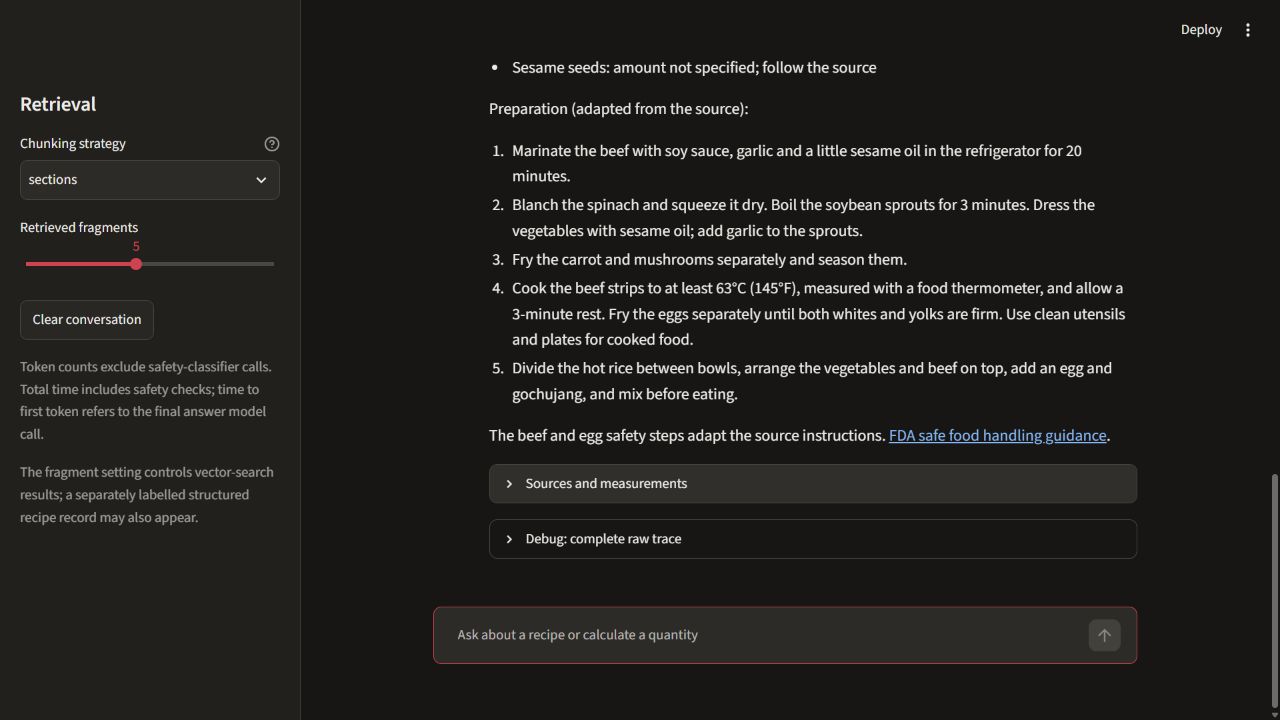 Deploy
Retrieval
Chunking strategy
sections
Retrieved fragments
5
Clear conversation
Token counts exclude safety-classifier calls.
Total time includes safety checks; time to
first token refers to the final answer model
call.
The fragment setting controls vector-search
results; a separately labelled structured
recipe record may also appear.
• Sesame seeds: amount not specified; follow the source
Preparation (adapted from the source):
1. Marinate the beef with soy sauce, garlic and a little sesame oil in the refrigerator for 20
minutes.
2. Blanch the spinach and squeeze it dry. Boil the soybean sprouts for 3 minutes. Dress the
vegetables with sesame oil; add garlic to the sprouts.
3. Fry the carrot and mushrooms separately and season them.
4. Cook the beef strips to at least 63°C (145°F), measured with a food thermometer, and allow a
3-minute rest. Fry the eggs separately until both whites and yolks are firm. Use clean utensils
and plates for cooked food.
5. Divide the hot rice between bowls, arrange the vegetables and beef on top, add an egg and
gochujang, and mix before eating.
The beef and egg safety steps adapt the source instructions. FDA safe food handling guidance.
Sources and measurements
Debug: complete raw trace
Ask about a recipe or calculate a quantity